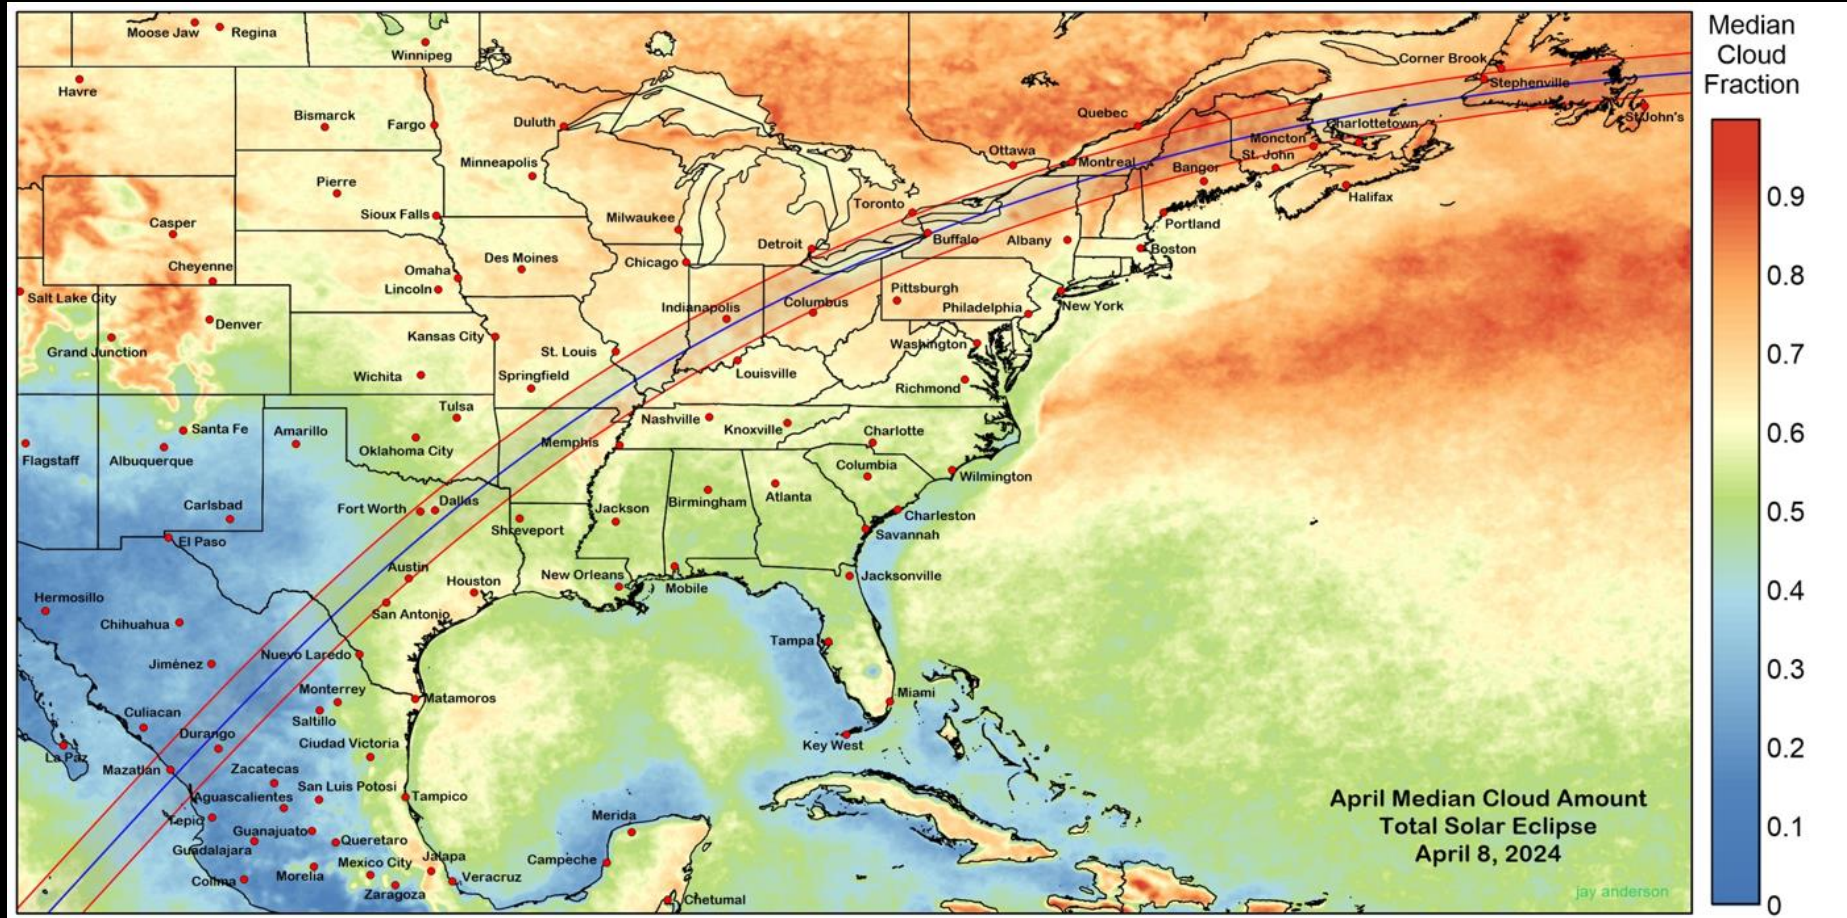 Median
Cloud
Fraction
0.9
0.8
0.7
0.6
0.5
0.4
0.3
0.2
0.1
0
Moose Jaw
Regina
Winnipeg
Havre
Bismarck
Fargo
Duluth
Minneapolis
Pierre
Sioux Falls
Casper
Cheyenne
Salt Lake City
Denver
Grand Junction
Omaha
Lincoln
Des Moines
Milwaukee
Chicago
Detroit
Toronto
Ottawa
Montreal
Quebec
Corner Brook
Stephenville
St John's
Charlottetown
Moncton
St. John
Bangor
Halifax
Portland
Boston
Albany
Buffalo
New York
Philadelphia
Pittsburgh
Washington
Richmond
Columbus
Indianapolis
Louisville
St. Louis
Springfield
Kansas City
Wichita
Tulsa
Oklahoma City
Amarillo
Santa Fe
Albuquerque
Flagstaff
Carlsbad
El Paso
Fort Worth
Dallas
Shreveport
Jackson
Memphis
Nashville
Knoxville
Charlotte
Columbia
Wilmington
Charleston
Savannah
Atlanta
Birmingham
Jacksonville
Mobile
New Orleans
Houston
Austin
San Antonio
Tampa
Miami
Key West
Hermosillo
Chihuahua
Jiménez
Nuevo Laredo
Monterrey
Saltillo
Matamoros
Culiacan
Durango
La Paz
Mazatlan
Ciudad Victoria
Zacatecas
San Luis Potosi
Aguascalientes
Tampico
Tepic
Guanajuato
Guadalajara
Queretaro
Mexico City
Jalapa
Colima
Morelia
Zaragoza
Veracruz
Merida
Campeche
Chetumal
April Median Cloud Amount
Total Solar Eclipse
April 8, 2024
jay anderson